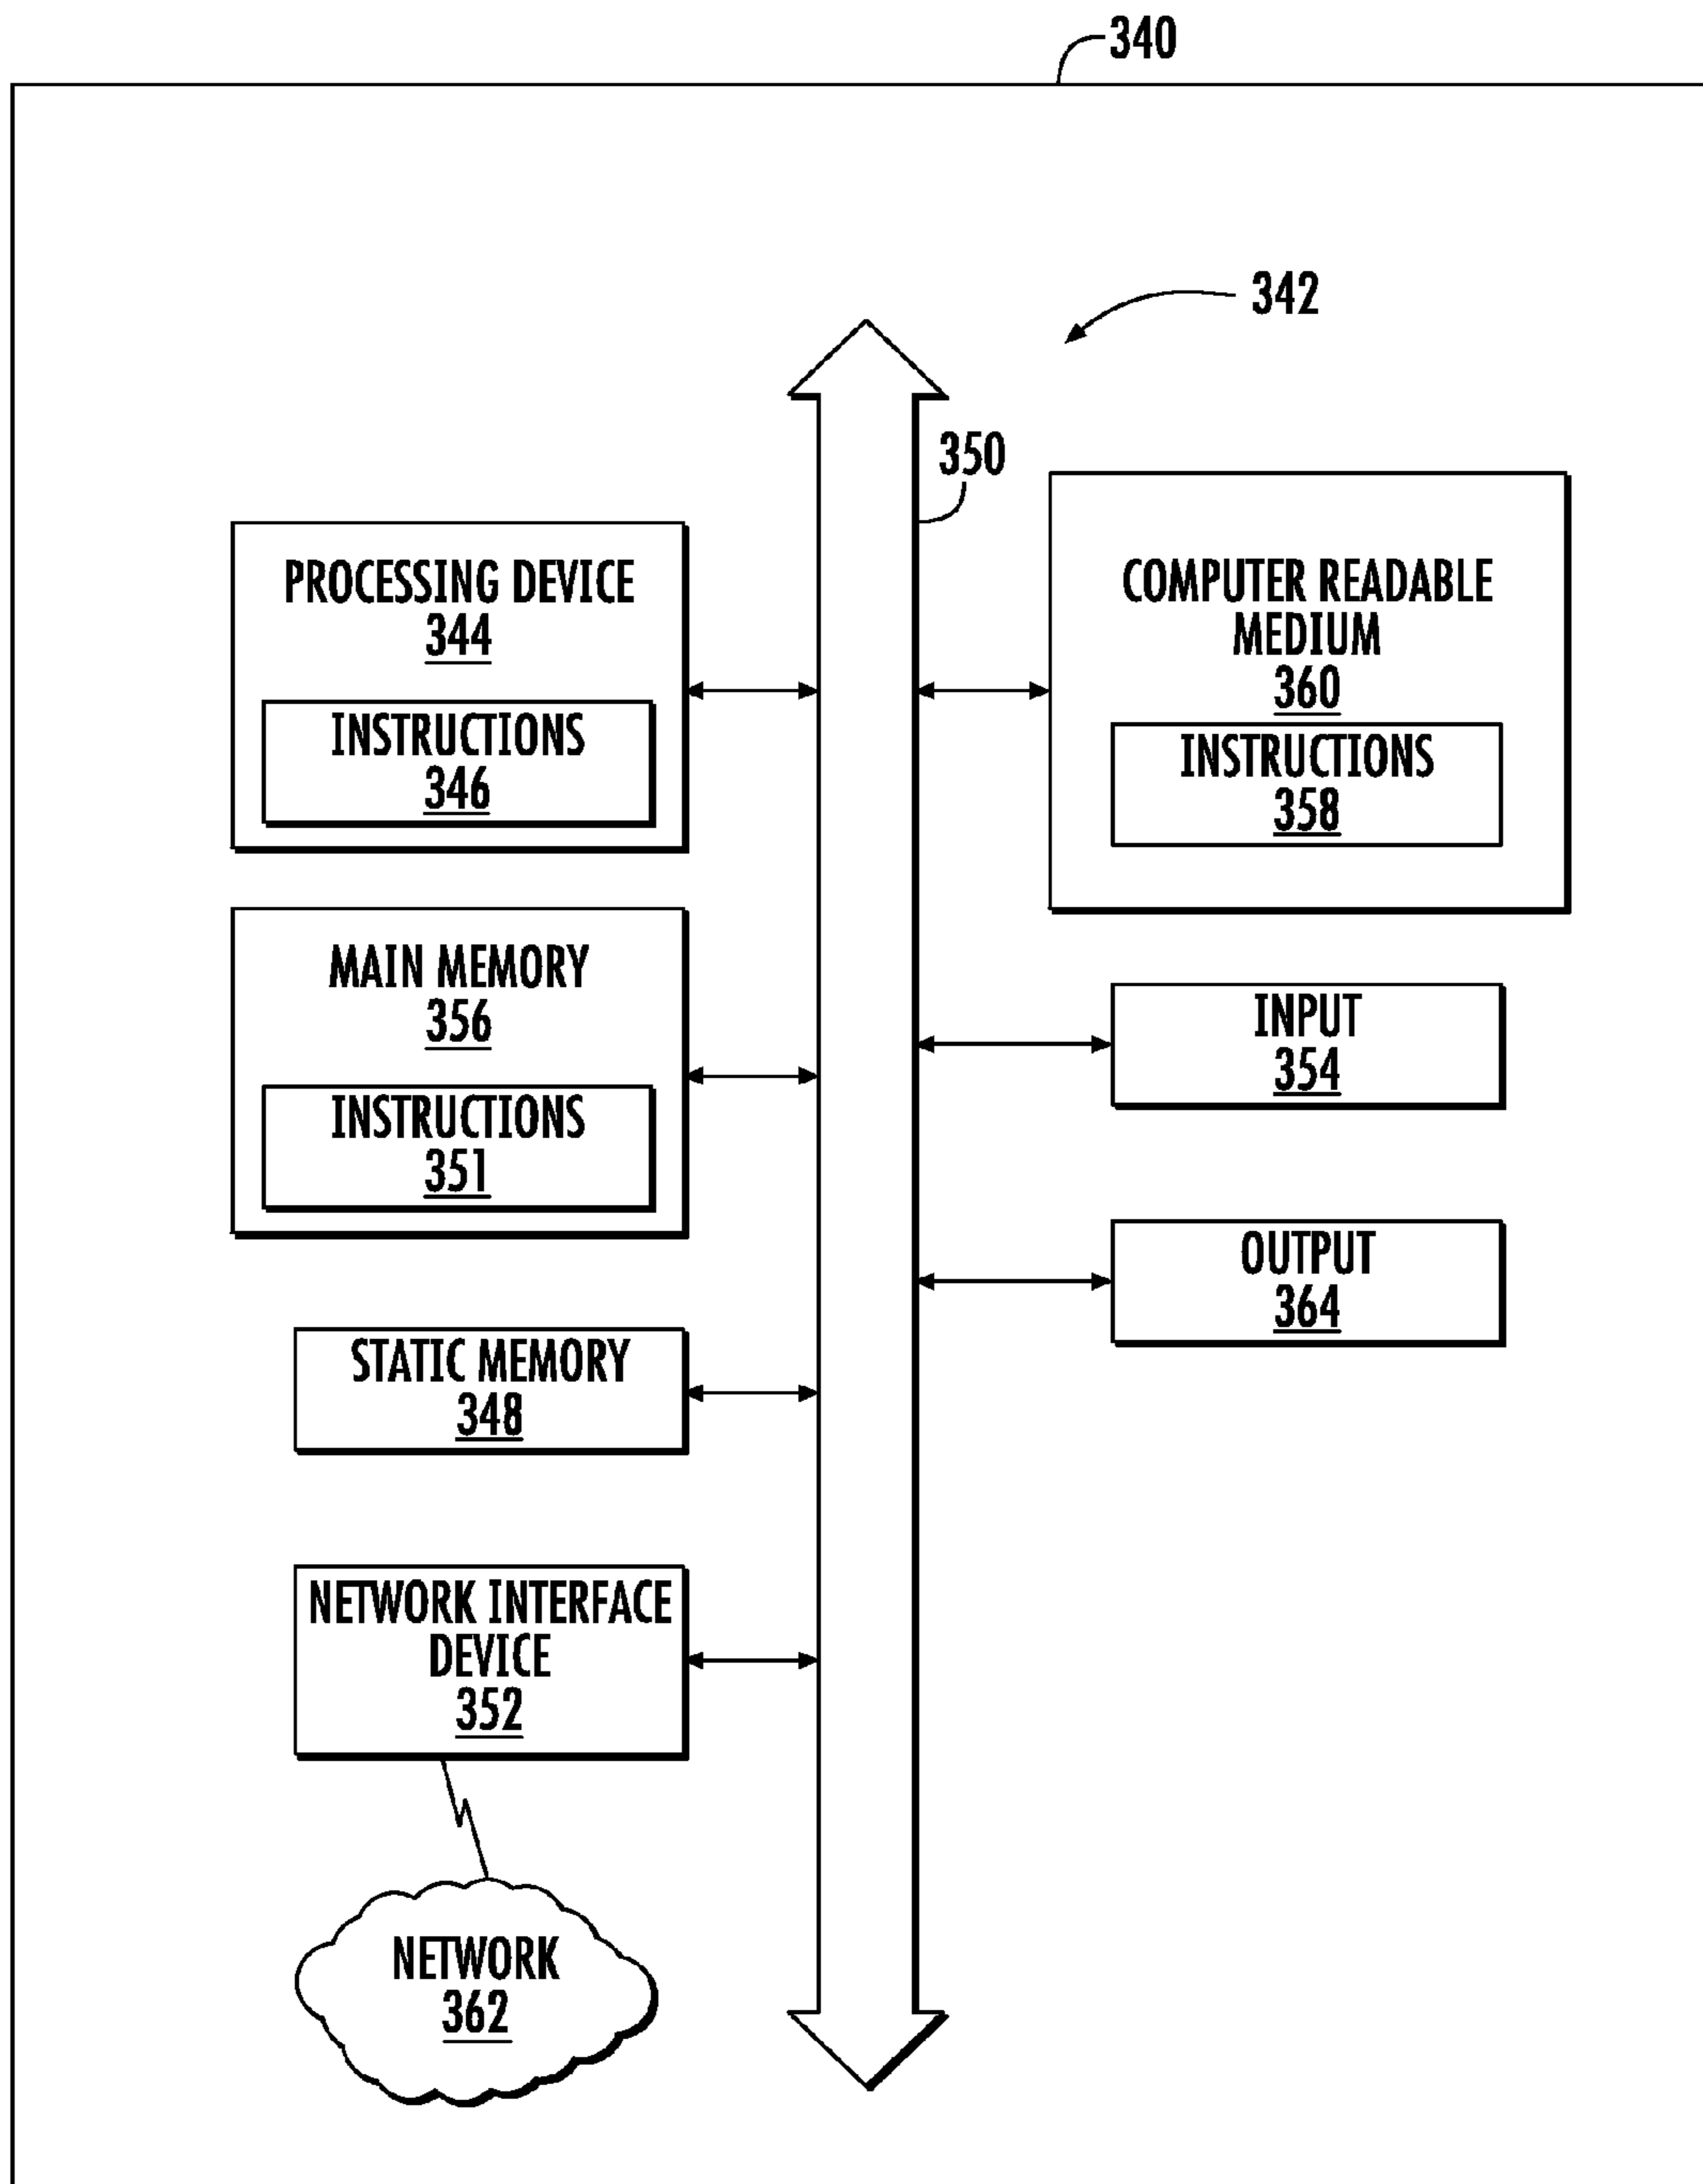 340
342
350
PROCESSING DEVICE
344
INSTRUCTIONS
346
MAIN MEMORY
356
INSTRUCTIONS
351
STATIC MEMORY
348
NETWORK INTERFACE
DEVICE
352
NETWORK
362
COMPUTER READABLE
MEDIUM
360
INSTRUCTIONS
358
INPUT
354
OUTPUT
364